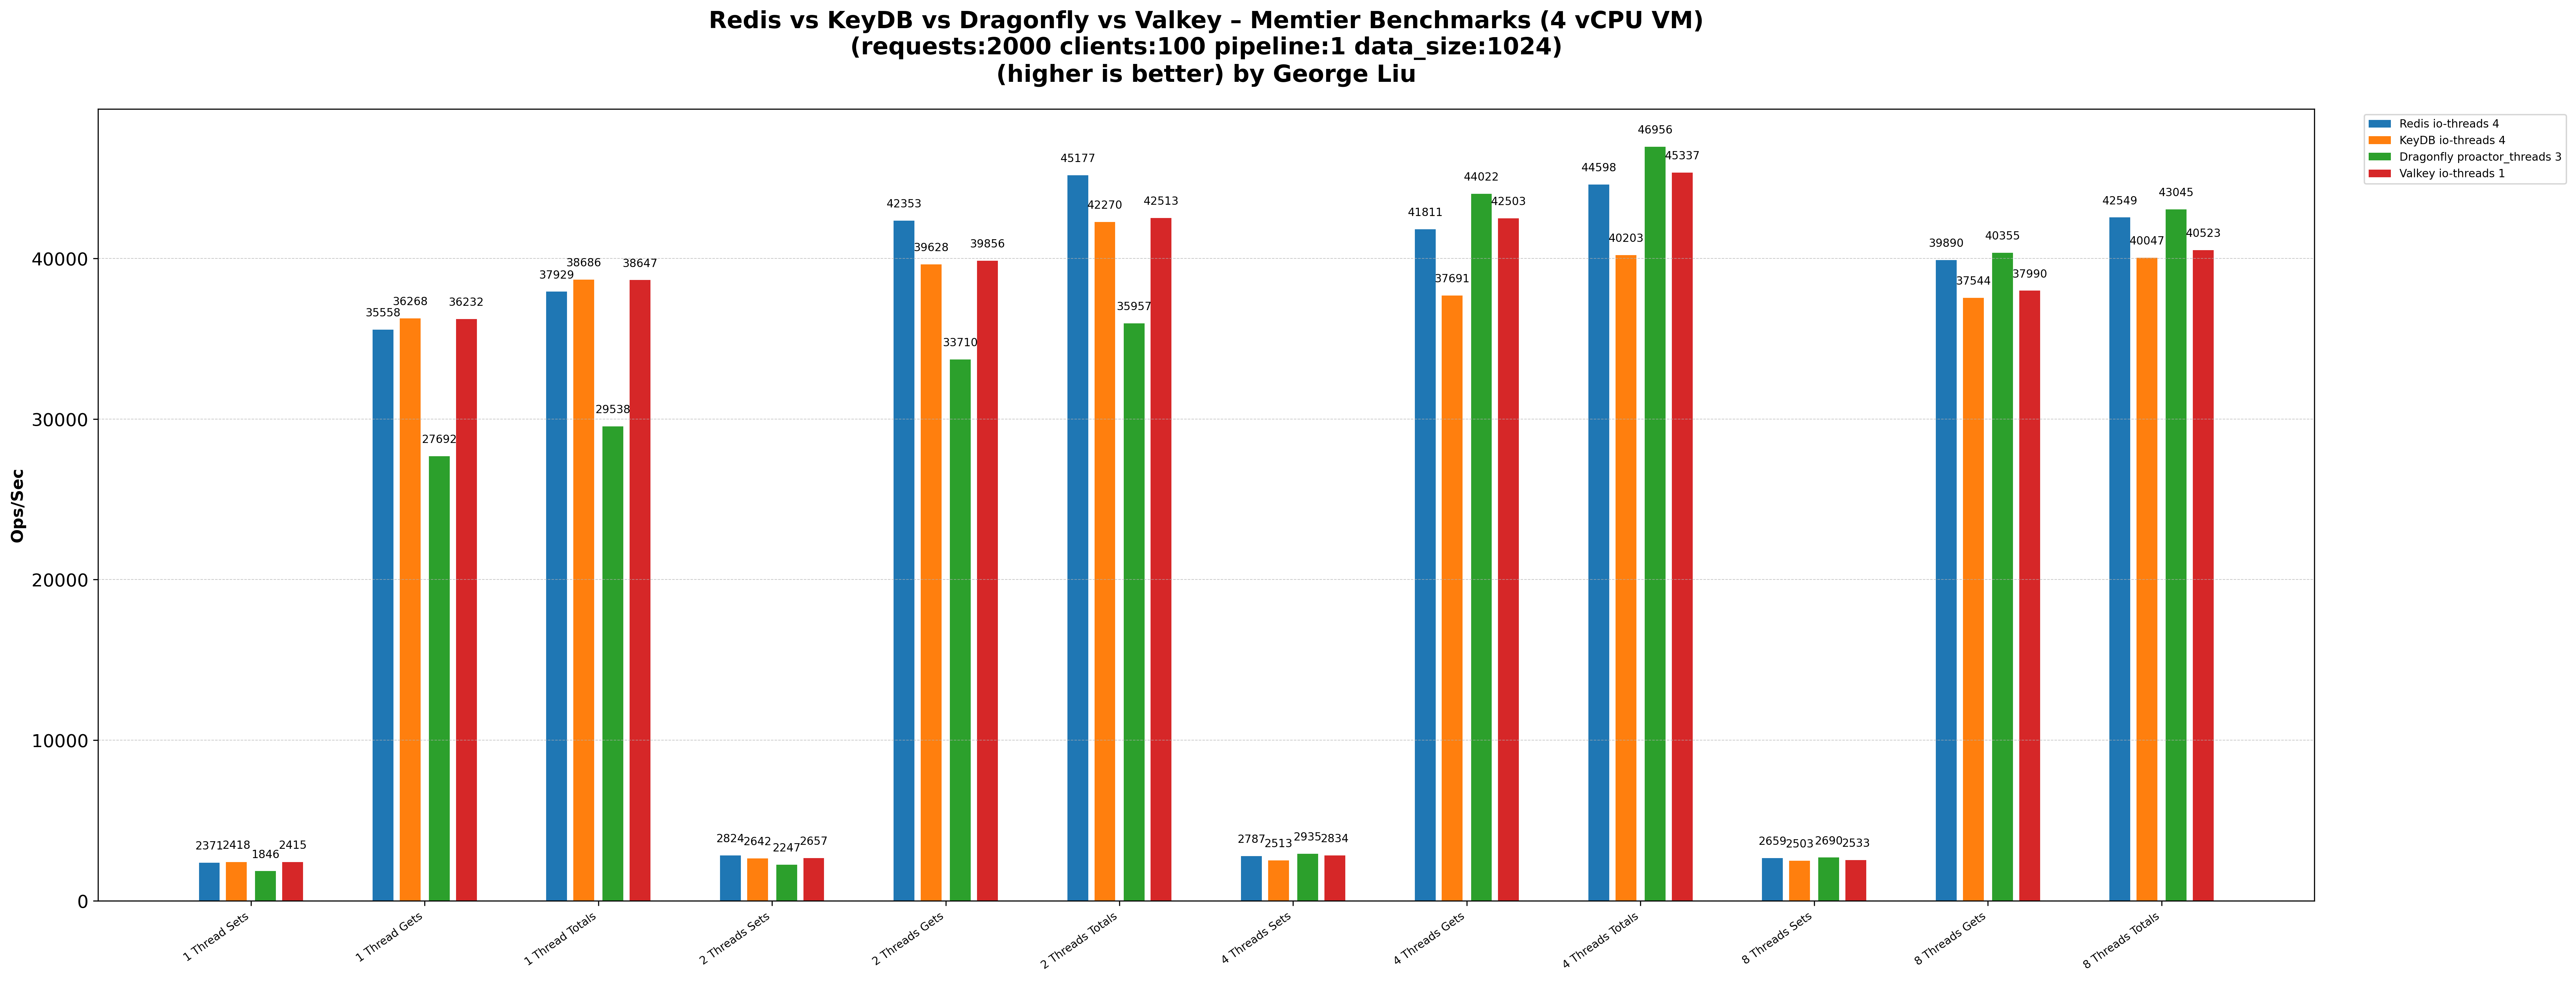 Redis vs KeyDB vs Dragonfly vs Valkey – Memtier Benchmarks (4 vCPU VM)
(requests:2000 clients:100 pipeline:1 data_size:1024)
(higher is better) by George Liu
Redis io-threads 4
KeyDB io-threads 4
Dragonfly proactor_threads 3
Valkey io-threads 1
Ops/Sec
40000
30000
20000
10000
0
2371 2418 1846 2415
35558 36268 27692 36232
37929 38686 29538 38647
2824 2642 2247 2657
42353 39628 33710 39856
45177 42270 35957 42513
2787 2513 2935 2834
41811 37691 44022 42503
44598 40203 46956 45337
2659 2503 2690 2533
39890 37544 40355 37990
42549 40047 43045 40523
1 Thread Sets
1 Thread Gets
1 Thread Totals
2 Threads Sets
2 Threads Gets
2 Threads Totals
4 Threads Sets
4 Threads Gets
4 Threads Totals
8 Threads Sets
8 Threads Gets
8 Threads Totals